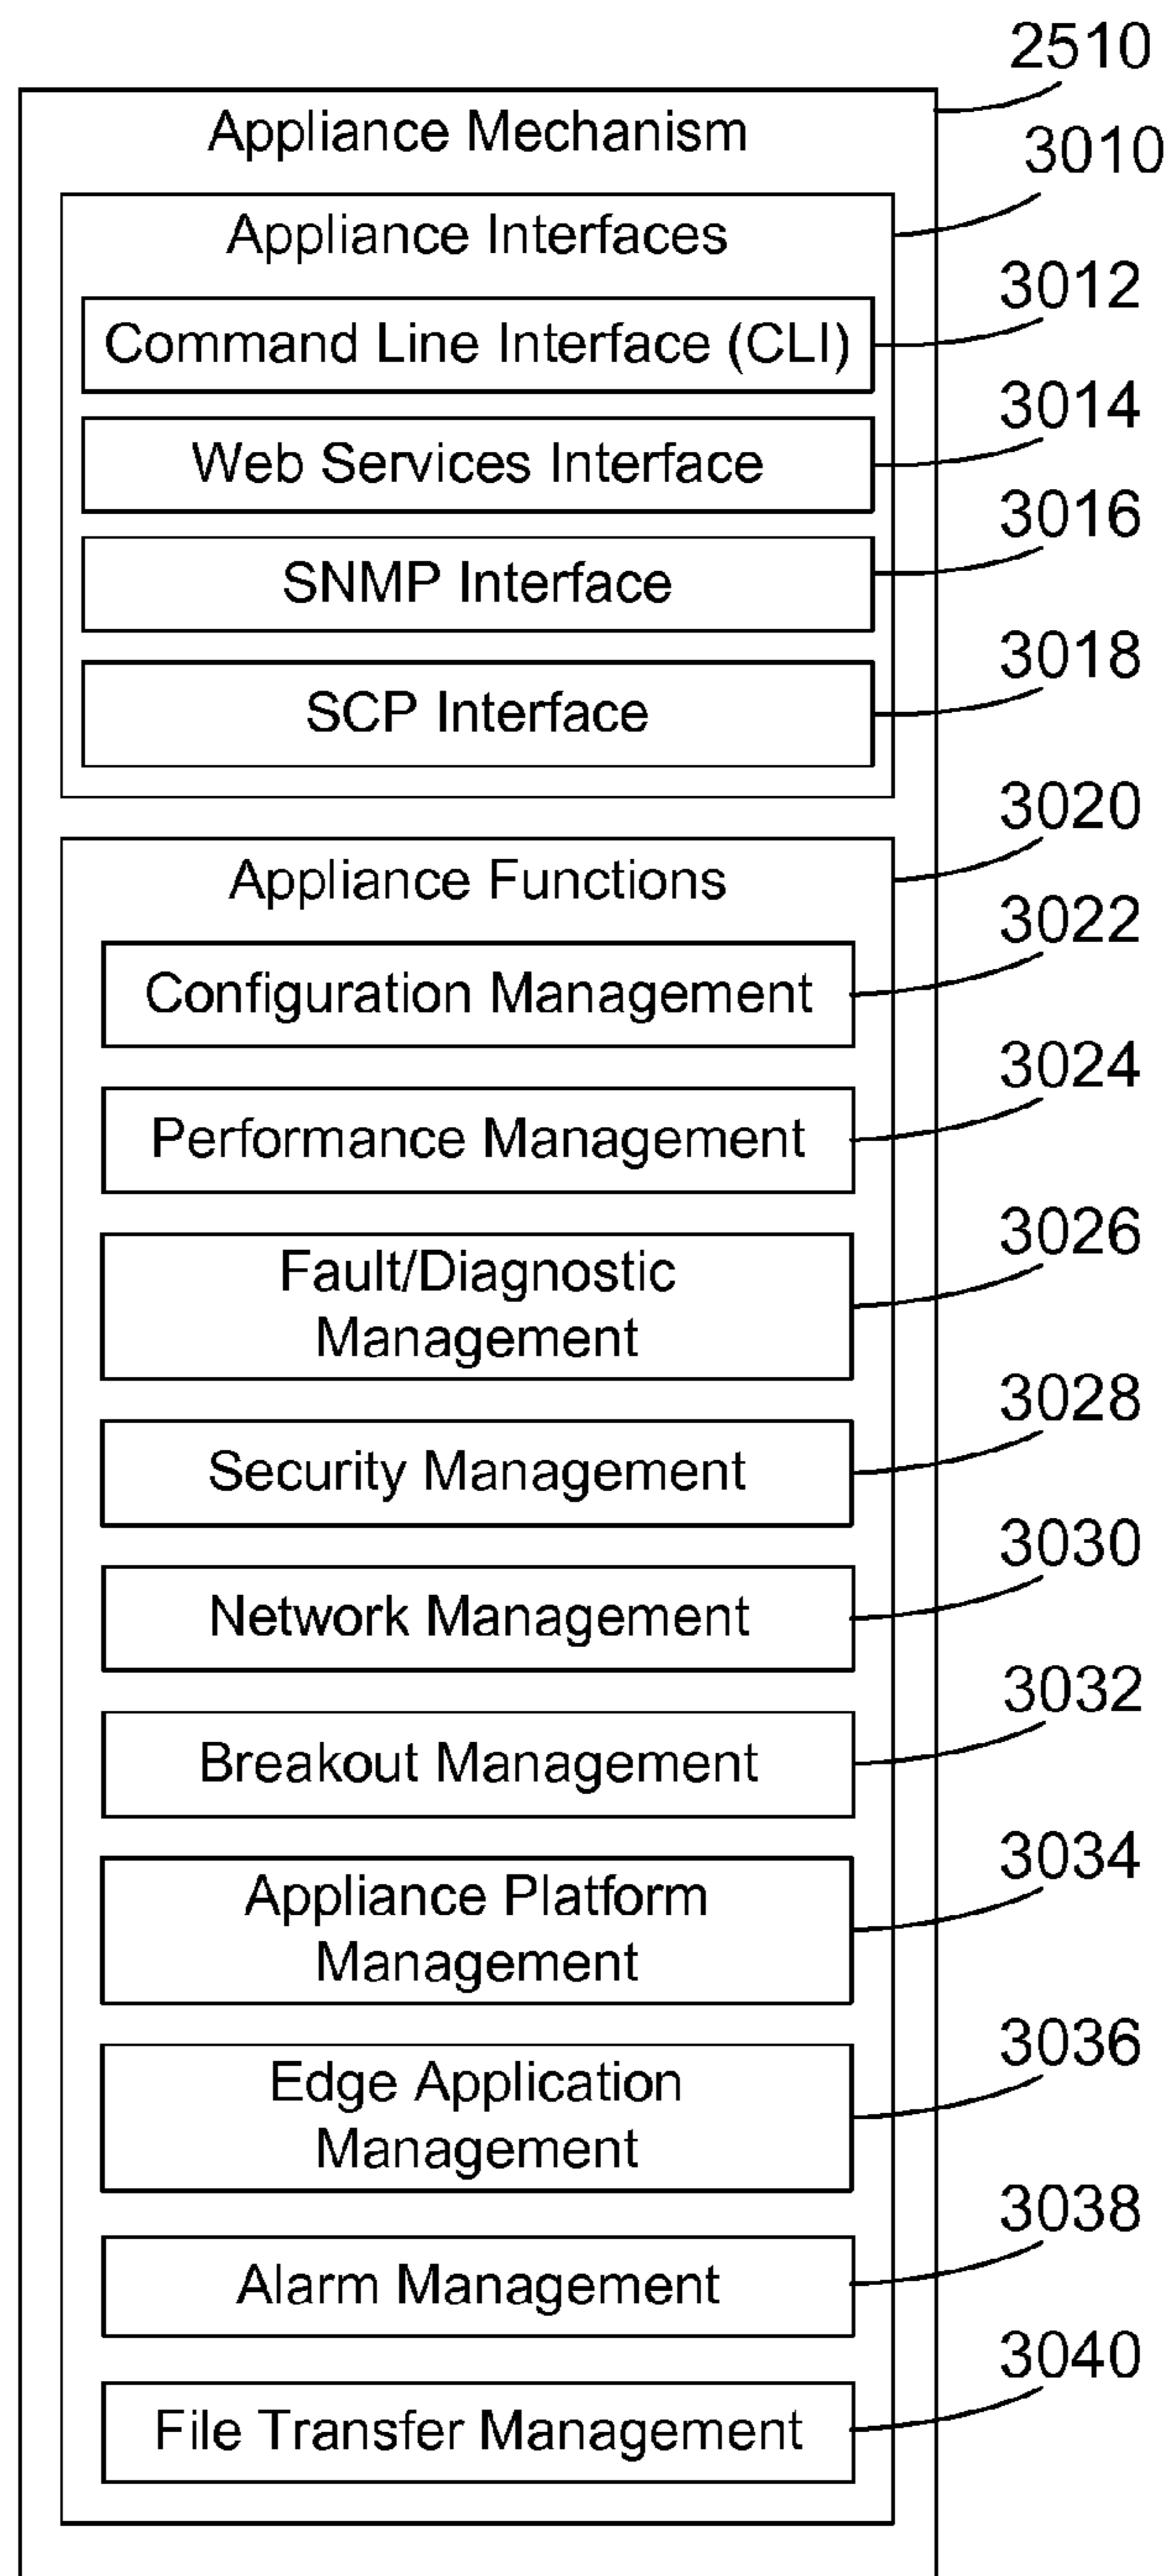 2510
Appliance Mechanism
3010
Appliance Interfaces
3012
Command Line Interface (CLI)
3014
Web Services Interface
3016
SNMP Interface
3018
SCP Interface
3020
Appliance Functions
3022
Configuration Management
3024
Performance Management
3026
Fault/Diagnostic
Management
3028
Security Management
3030
Network Management
3032
Breakout Management
3034
Appliance Platform
Management
3036
Edge Application
Management
3038
Alarm Management
3040
File Transfer Management